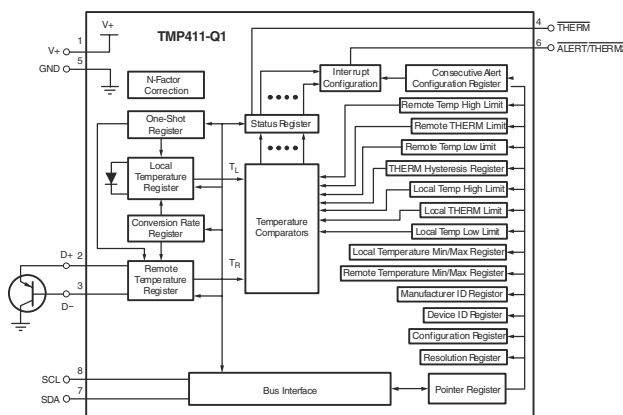 TMP411-Q1
V+
1
V+
5
GND
4
THERM
6
ALERT/THERM2
N-Factor
Correction
One-Shot
Register
Status Register
Interrupt
Configuration
Consecutive Alert
Configuration Register
Remote Temp High Limit
Remote THERM Limit
Remote Temp Low Limit
THERM Hysteresis Register
Local Temp High Limit
Local THERM Limit
Local Temp Low Limit
Local Temperature Min/Max Register
Remote Temperature Min/Max Register
Manufacturer ID Registor
Device ID Register
Configuration Register
Resolution Register
Local
Temperature
Register
TL
Temperature
Comparators
Conversion Rate
Register
D+
2
Remote
Temperature
Register
TR
3
D−
8
SCL
7
SDA
Bus Interface
Pointer Register